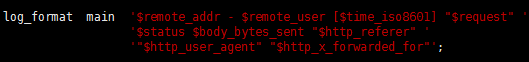 log_format  main  '$remote_addr - $remote_user [$time_iso8601] "$request" '
                  '$status $body_bytes_sent "$http_referer" '
                  '"$http_user_agent" "$http_x_forwarded_for"';